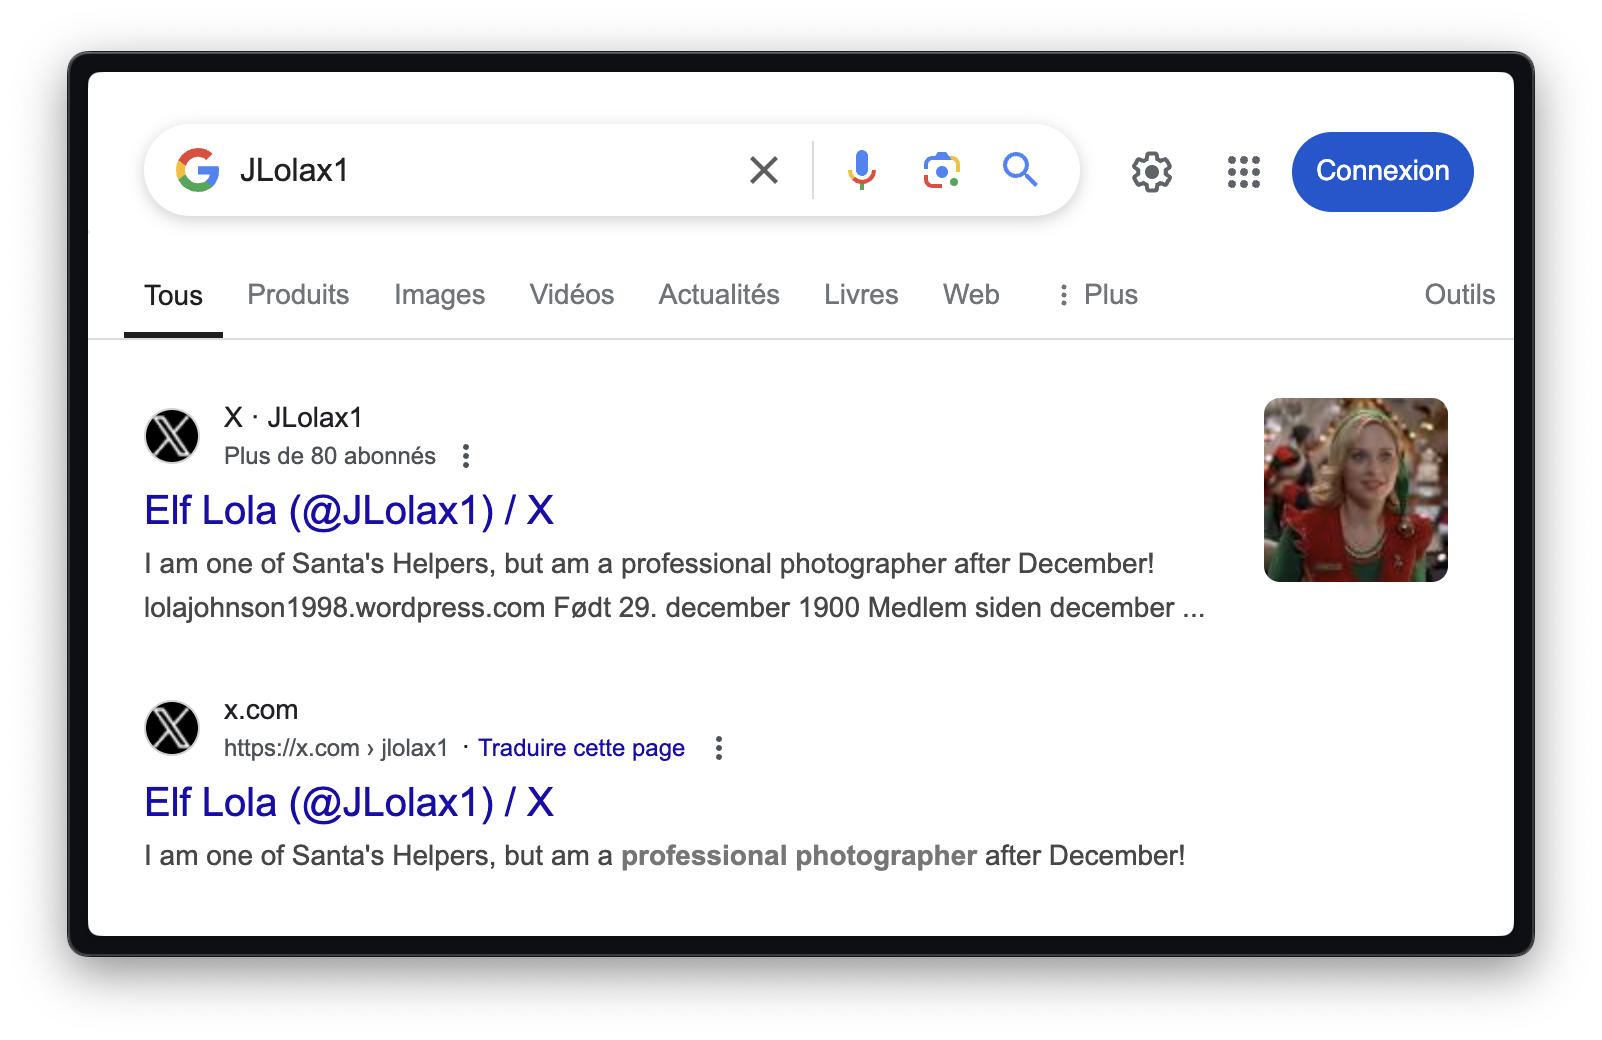 JLolax1
Connexion
Tous Produits Images Vidéos Actualités Livres Web Plus Outils
X · JLolax1
Plus de 80 abonnés
Elf Lola (@JLolax1) / X
I am one of Santa's Helpers, but am a professional photographer after December!
lolajohnson1998.wordpress.com Født 29. december 1900 Medlem siden december ...
x.com
https://x.com › jlolax1 · Traduire cette page
Elf Lola (@JLolax1) / X
I am one of Santa's Helpers, but am a professional photographer after December!